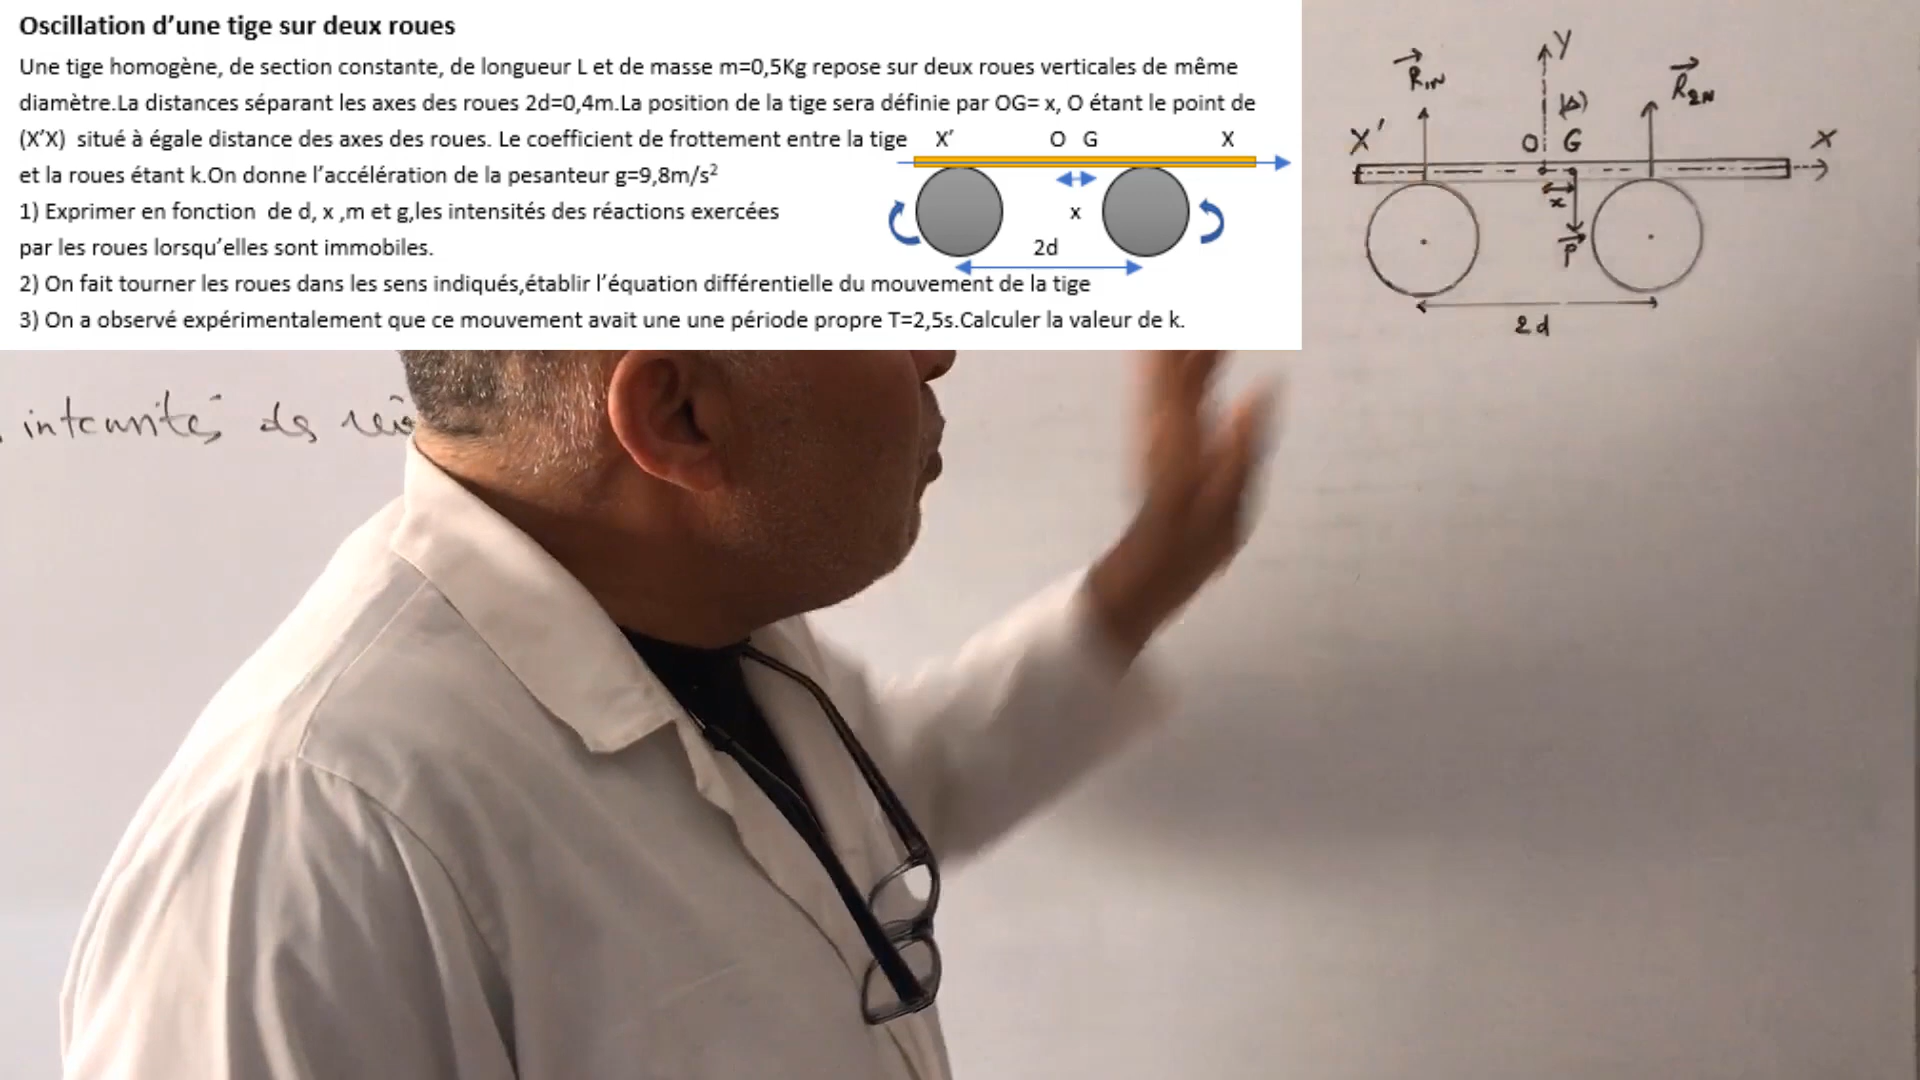 Oscillation d’une tige sur deux roues
Une tige homogène, de section constante, de longueur L et de masse m=0,5Kg repose sur deux roues verticales de même
diamètre.La distances séparant les axes des roues 2d=0,4m.La position de la tige sera définie par OG= x, O étant le point de
(X’X) situé à égale distance des axes des roues. Le coefficient de frottement entre la tige
et la roues étant k.On donne l’accélération de la pesanteur g=9,8m/s²
1) Exprimer en fonction de d, x ,m et g,les intensités des réactions exercées
par les roues lorsqu’elles sont immobiles.
2) On fait tourner les roues dans les sens indiqués,établir l’équation différentielle du mouvement de la tige
3) On a observé expérimentalement que ce mouvement avait une une période propre T=2,5s.Calculer la valeur de k.
X’ O G X
x
2d
Y
R1N
R2N
(Δ)
X' O G X
x
P
2d
intensités des